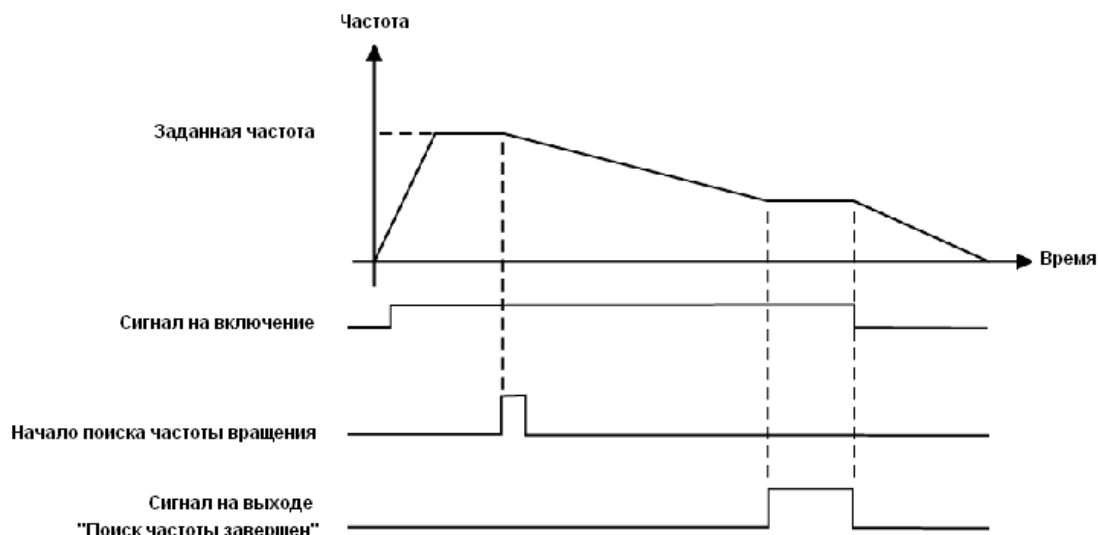 Частота
Заданная частота
Время
Сигнал на включение
Начало поиска частоты вращения
Сигнал на выходе
"Поиск частоты завершен"